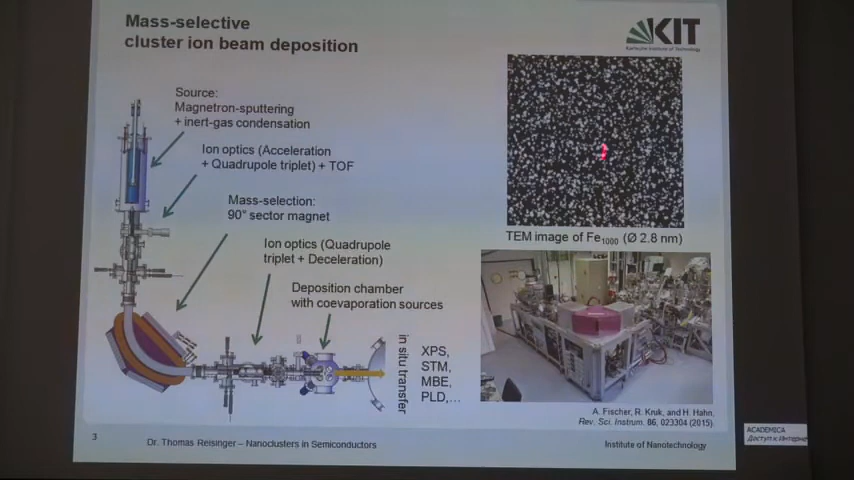 Mass-selective
cluster ion beam deposition
KIT
Karlsruhe Institute of Technology
Source:
Magnetron-sputtering
+ inert-gas condensation
Ion optics (Acceleration
+ Quadrupole triplet) + TOF
Mass-selection:
90° sector magnet
Ion optics (Quadrupole
triplet + Deceleration)
Deposition chamber
with coevaporation sources
in situ transfer
XPS,
STM,
MBE,
PLD,...
TEM image of Fe1000 (Ø 2.8 nm)
A. Fischer, R. Kruk, and H. Hahn,
Rev. Sci. Instrum. 86, 023304 (2015)
3
Dr. Thomas Reisinger – Nanoclusters in Semiconductors
Institute of Nanotechnology
ACADEMICA
Доступ к Интерне